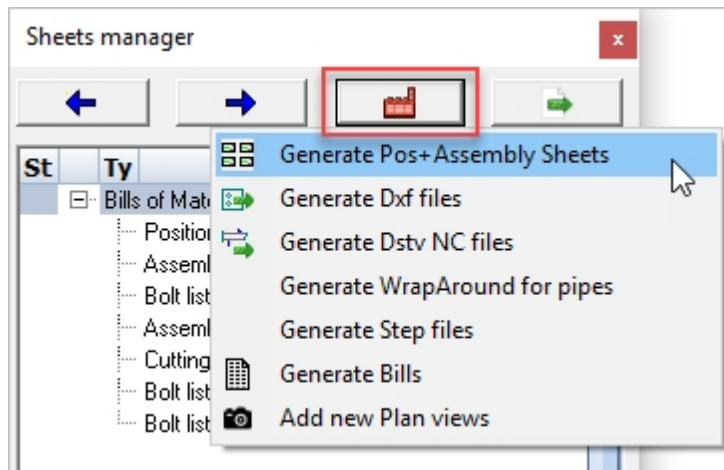 Sheets manager
x
St Ty
Generate Pos+Assembly Sheets
Bills of Mat
Generate Dxf files
Position
Generate Dstv NC files
Assembl
Bolt list
Generate WrapAround for pipes
Assembl
Generate Step files
Cutting
Generate Bills
Bolt list
Bolt list
Add new Plan views